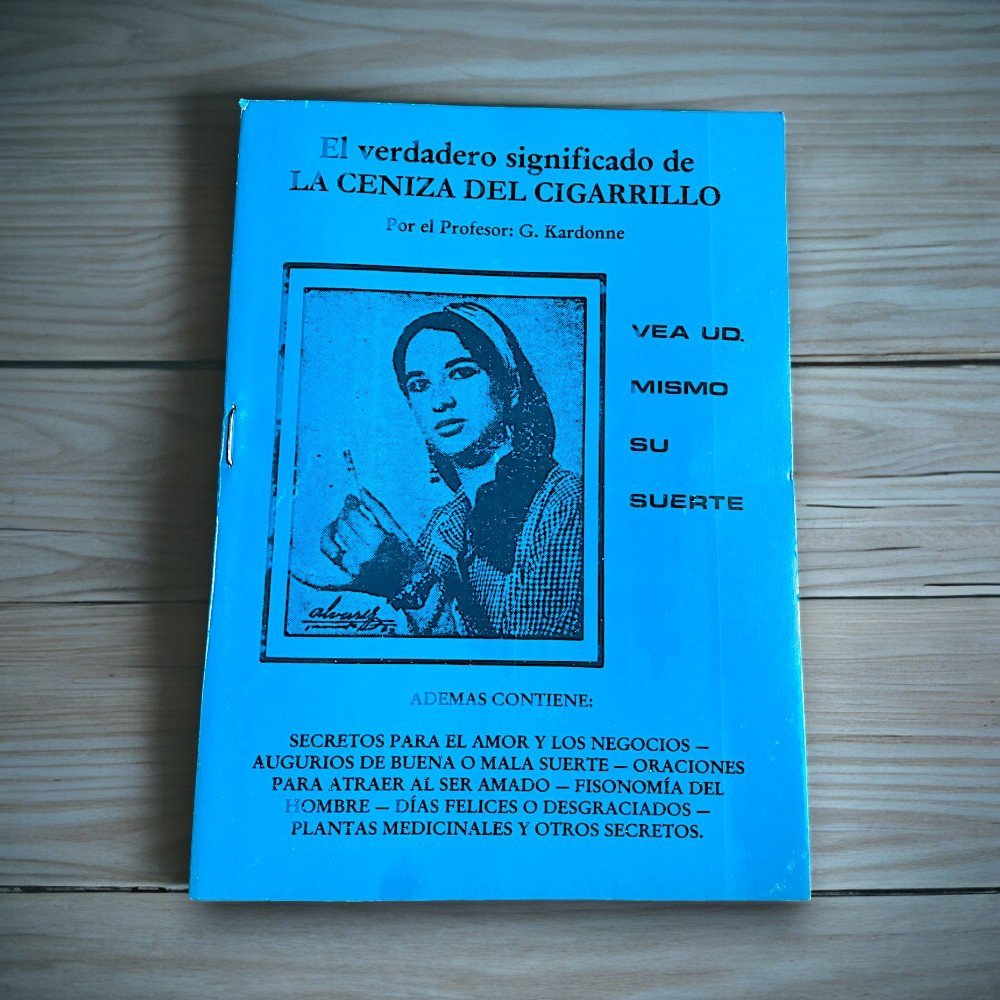 El verdadero significado de
LA CENIZA DEL CIGARRILLO
Por el Profesor: G. Kardonne
VEA UD.
MISMO
SU
SUERTE
alvarez
ADEMAS CONTIENE:
SECRETOS PARA EL AMOR Y LOS NEGOCIOS –
AUGURIOS DE BUENA O MALA SUERTE – ORACIONES
PARA ATRAER AL SER AMADO – FISONOMÍA DEL
HOMBRE – DÍAS FELICES O DESGRACIADOS –
PLANTAS MEDICINALES Y OTROS SECRETOS.